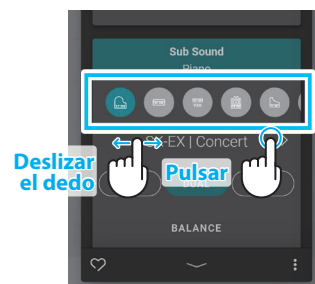 Sub Sound
Piano
SK-EX | Concert
Deslizar
el dedo
Pulsar
DUAL
BALANCE